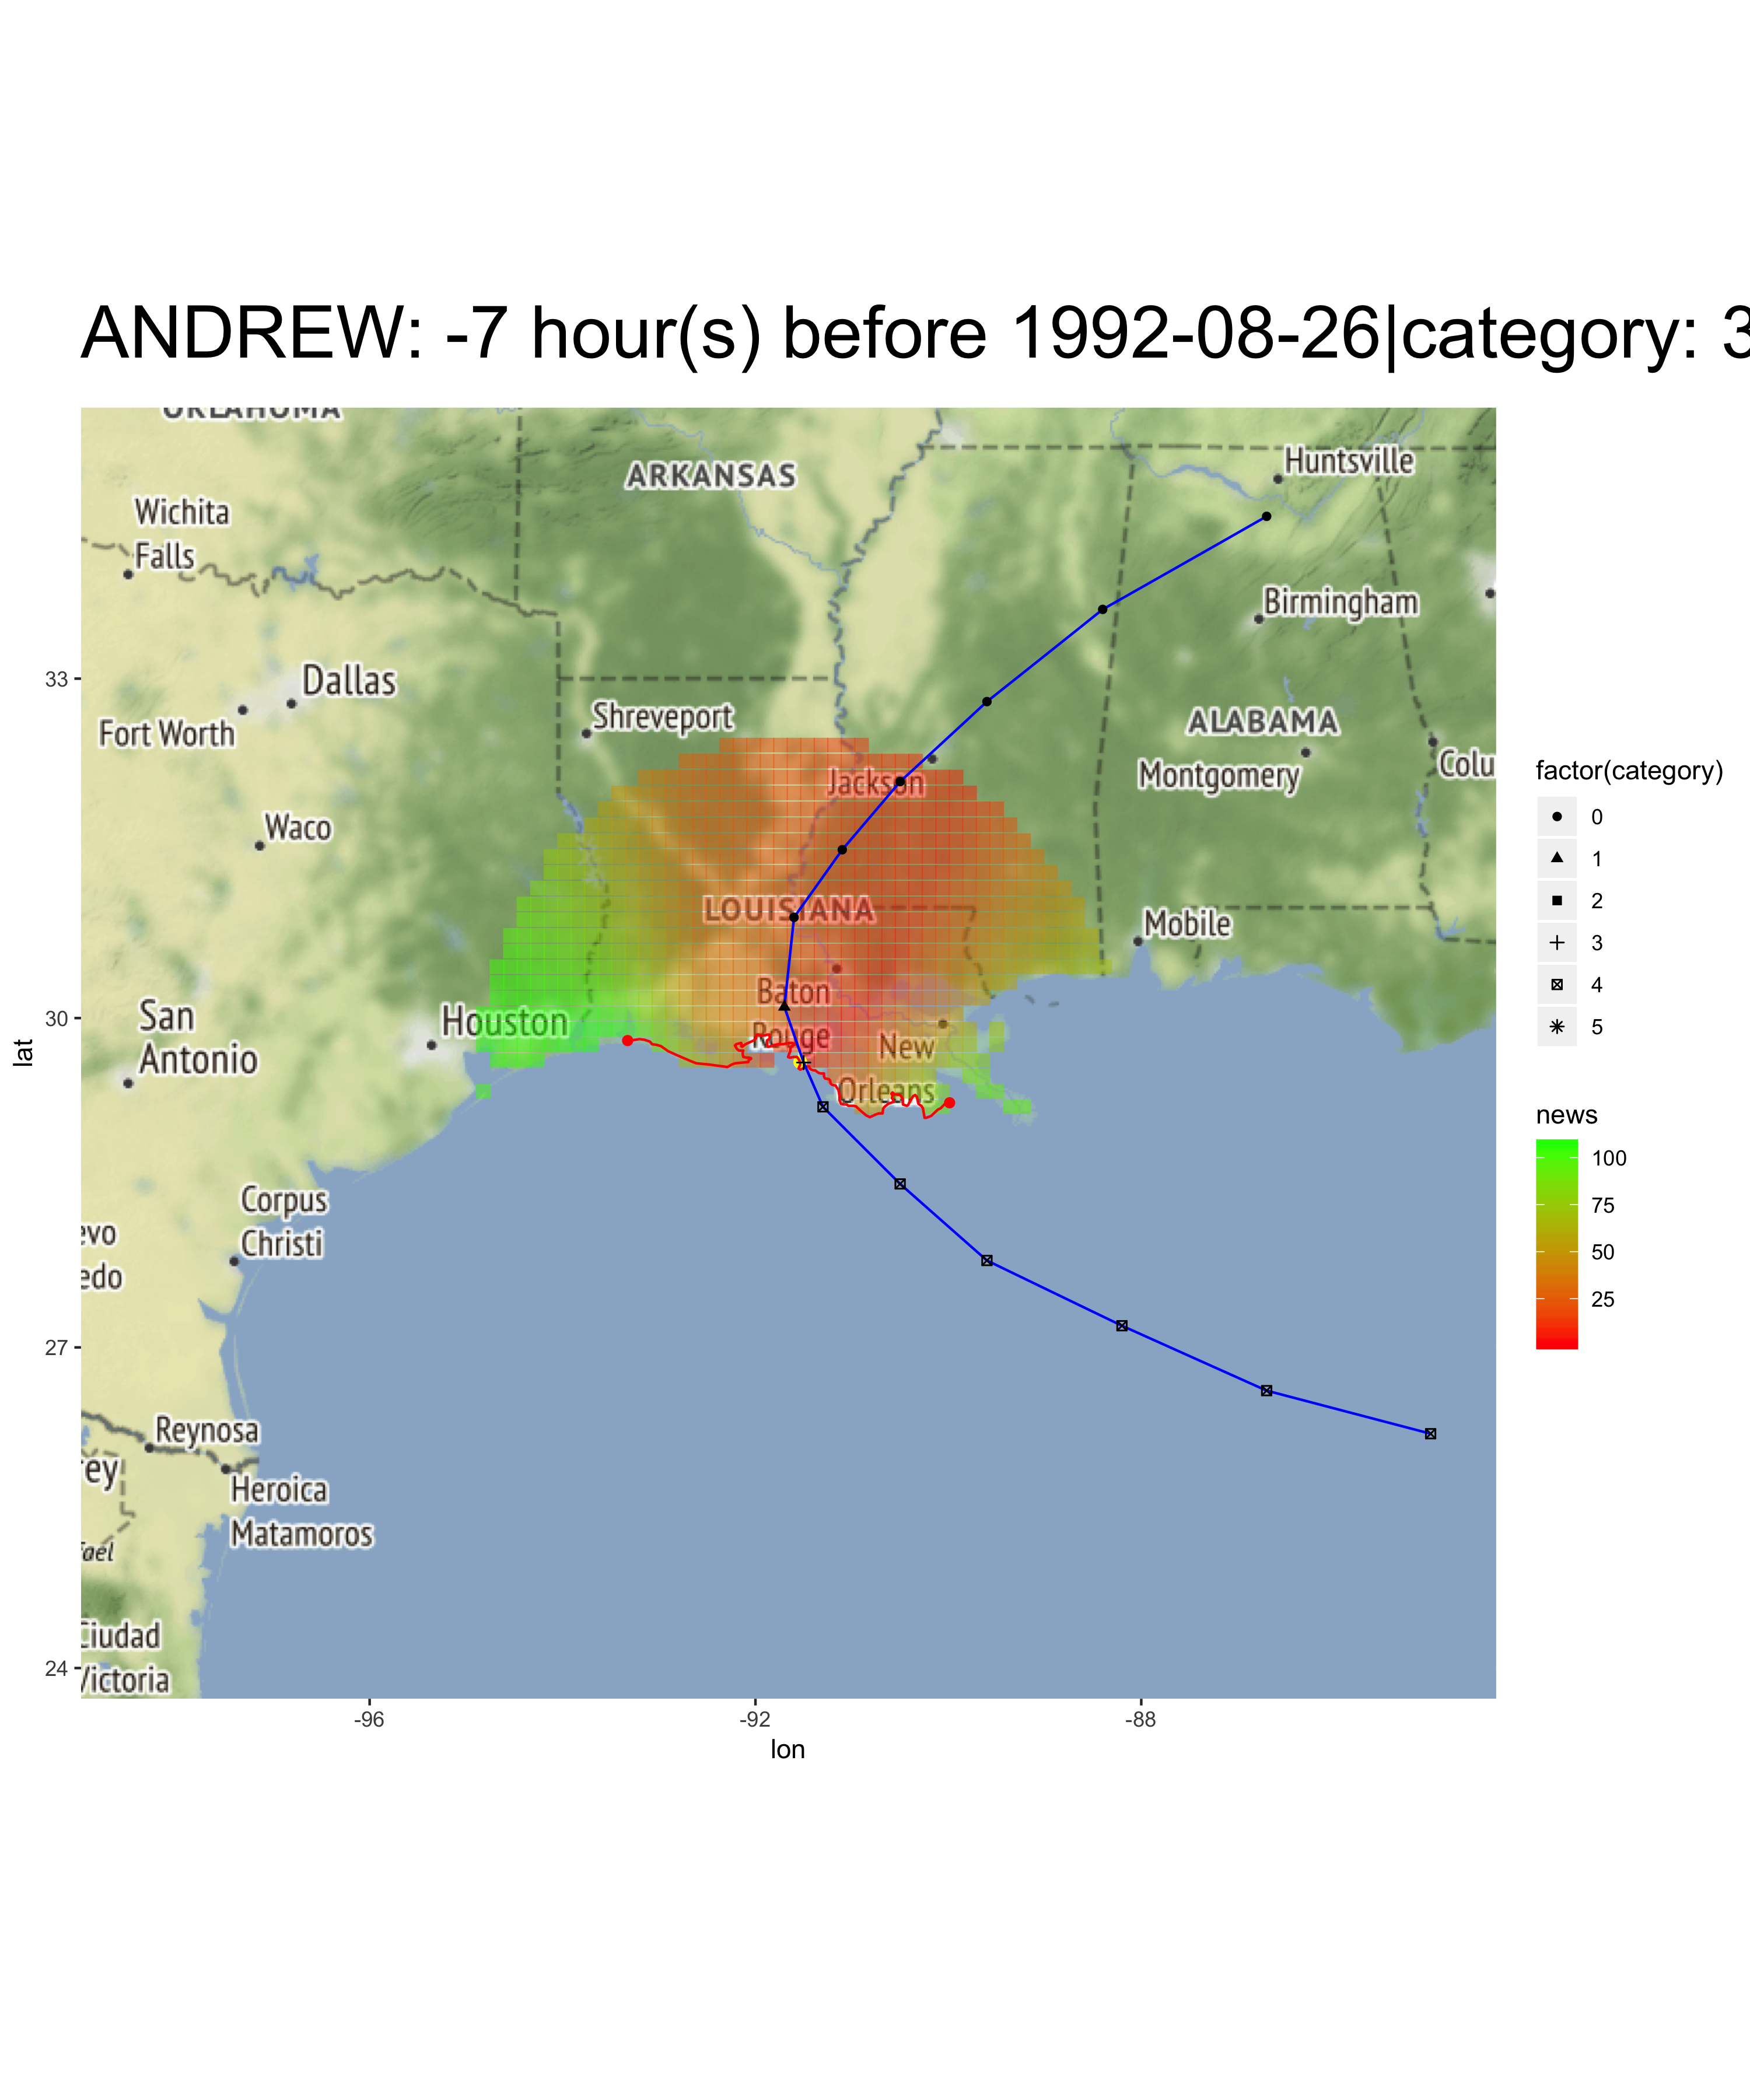 ANDREW: -7 hour(s) before 1992-08-26|category: 3
OKLAHOMA
ARKANSAS
Huntsville
Wichita
Falls
Birmingham
Dallas
Fort Worth
Shreveport
ALABAMA
Montgomery
Colu
Jackson
Waco
LOUISIANA
Mobile
Baton
Rouge
San
Antonio
Houston
New
Orleans
Corpus
Christi
evo
edo
Reynosa
rey
Heroica
Matamoros
faél
Ciudad
Victoria
33
30
27
24
lat
-96
-92
-88
lon
factor(category)
0
1
2
3
4
5
news
100
75
50
25